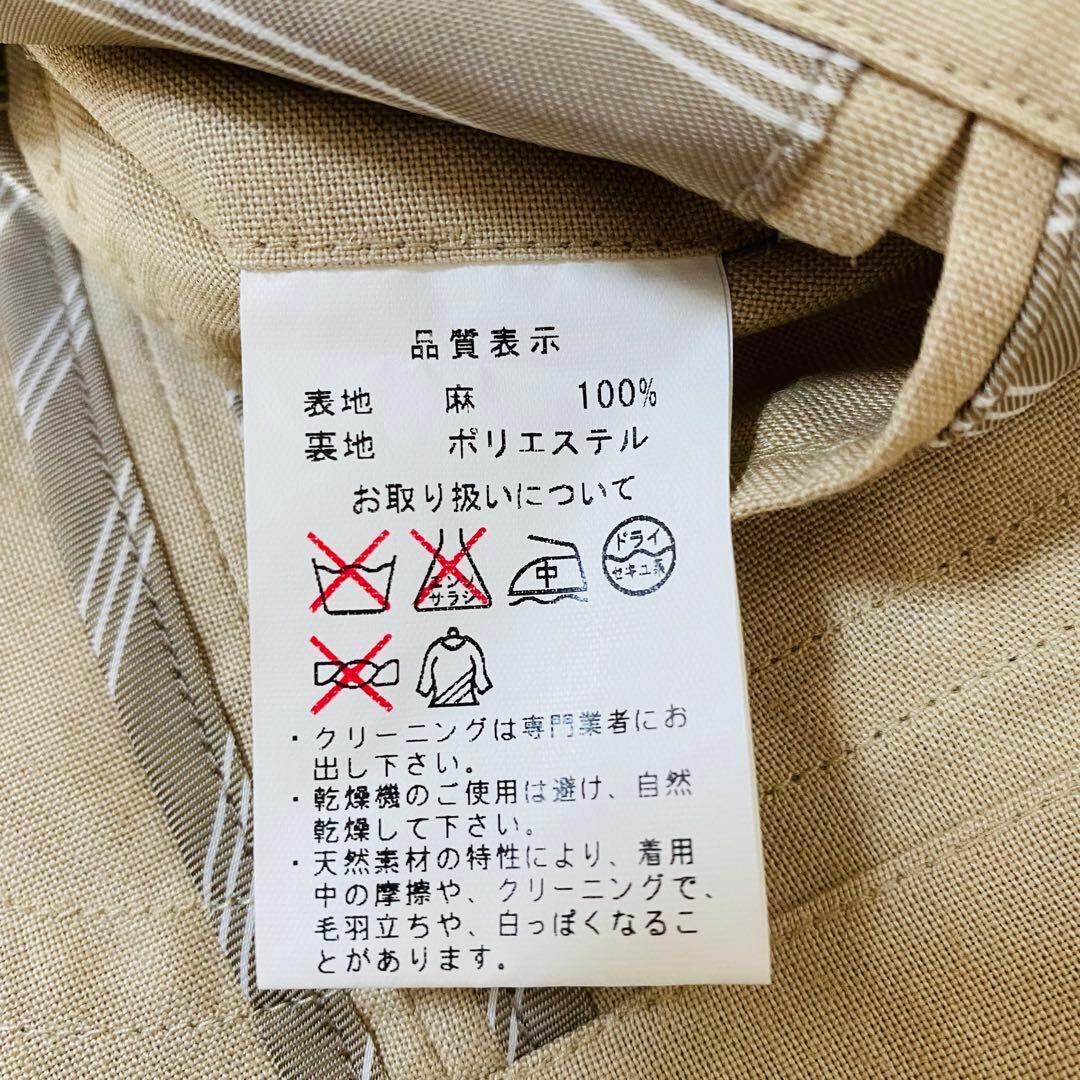 品質表示
表地 麻 100%
裏地 ポリエステル
お取り扱いについて
エンソ
サラシ
中
ドライ
セキユ系
・クリーニングは専門業者にお
出し下さい。
・乾燥機のご使用は避け、自然
乾燥して下さい。
・天然素材の特性により、着用
中の摩擦や、クリーニングで、
毛羽立ちや、白っぽくなるこ
とがあります。